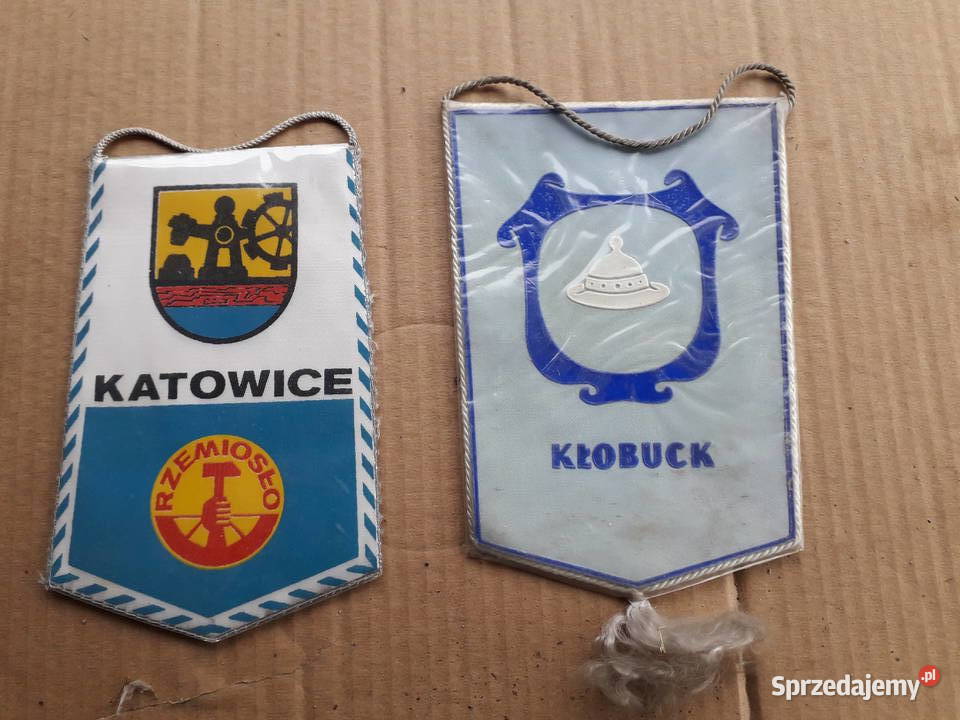 KATOWICE
RZEMIOSŁO
KŁOBUCK
Sprzedajemy.pl